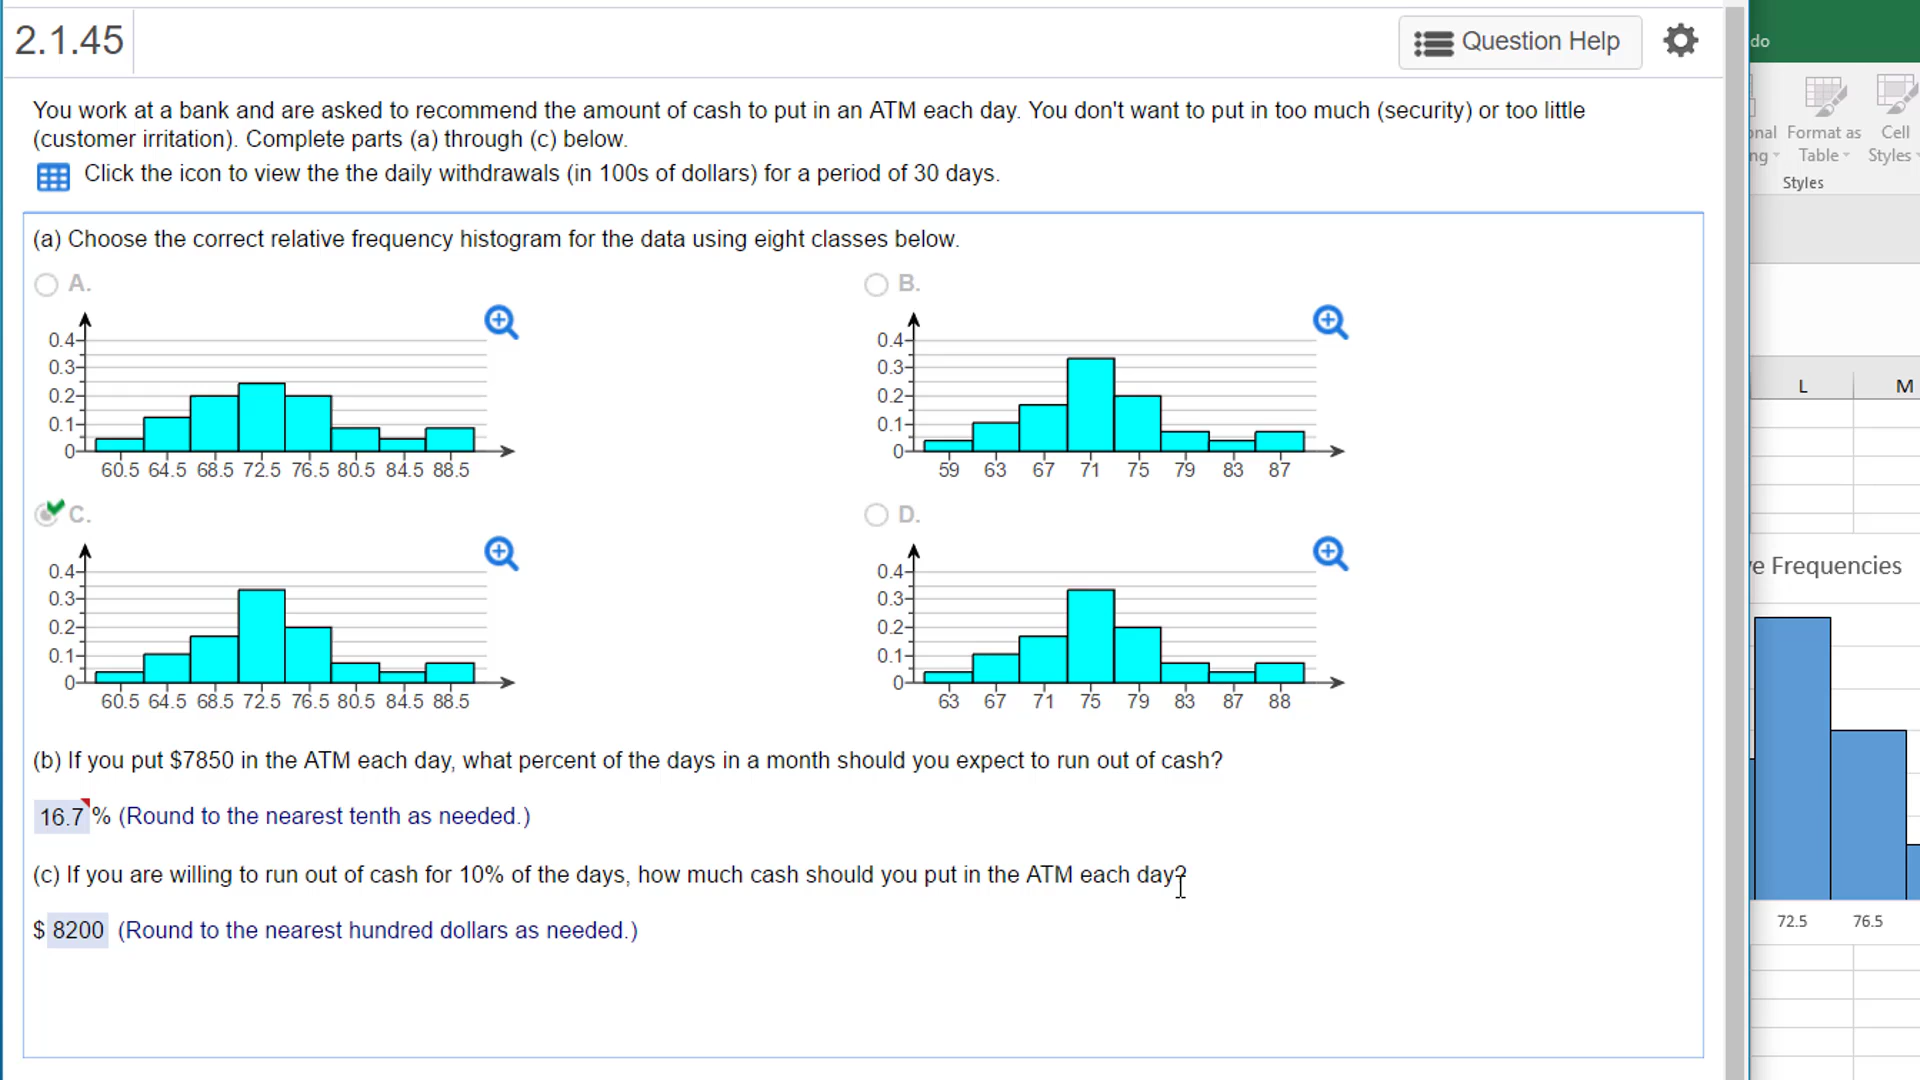 2.1.45
Question Help
do
You work at a bank and are asked to recommend the amount of cash to put in an ATM each day. You don't want to put in too much (security) or too little
(customer irritation). Complete parts (a) through (c) below.
Click the icon to view the the daily withdrawals (in 100s of dollars) for a period of 30 days.
onal Format as Cell
ng Table Styles
Styles
(a) Choose the correct relative frequency histogram for the data using eight classes below.
A.
0.4
0.3
0.2
0.1
0
60.5 64.5 68.5 72.5 76.5 80.5 84.5 88.5
B.
0.4
0.3
0.2
0.1
0
59 63 67 71 75 79 83 87
L M
C.
0.4
0.3
0.2
0.1
0
60.5 64.5 68.5 72.5 76.5 80.5 84.5 88.5
D.
0.4
0.3
0.2
0.1
0
63 67 71 75 79 83 87 88
ve Frequencies
72.5 76.5
(b) If you put $7850 in the ATM each day, what percent of the days in a month should you expect to run out of cash?
16.7 % (Round to the nearest tenth as needed.)
(c) If you are willing to run out of cash for 10% of the days, how much cash should you put in the ATM each day?
$ 8200 (Round to the nearest hundred dollars as needed.)